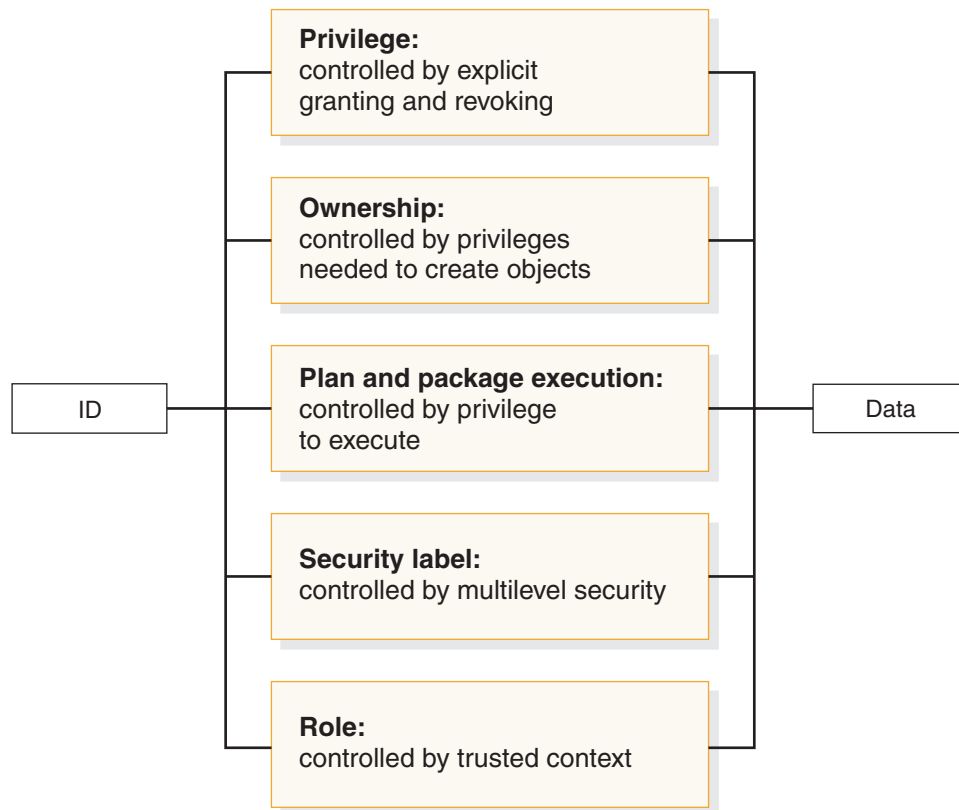 Privilege:
controlled by explicit
granting and revoking
Ownership:
controlled by privileges
needed to create objects
Plan and package execution:
controlled by privilege
to execute
ID
Data
Security label:
controlled by multilevel security
Role:
controlled by trusted context